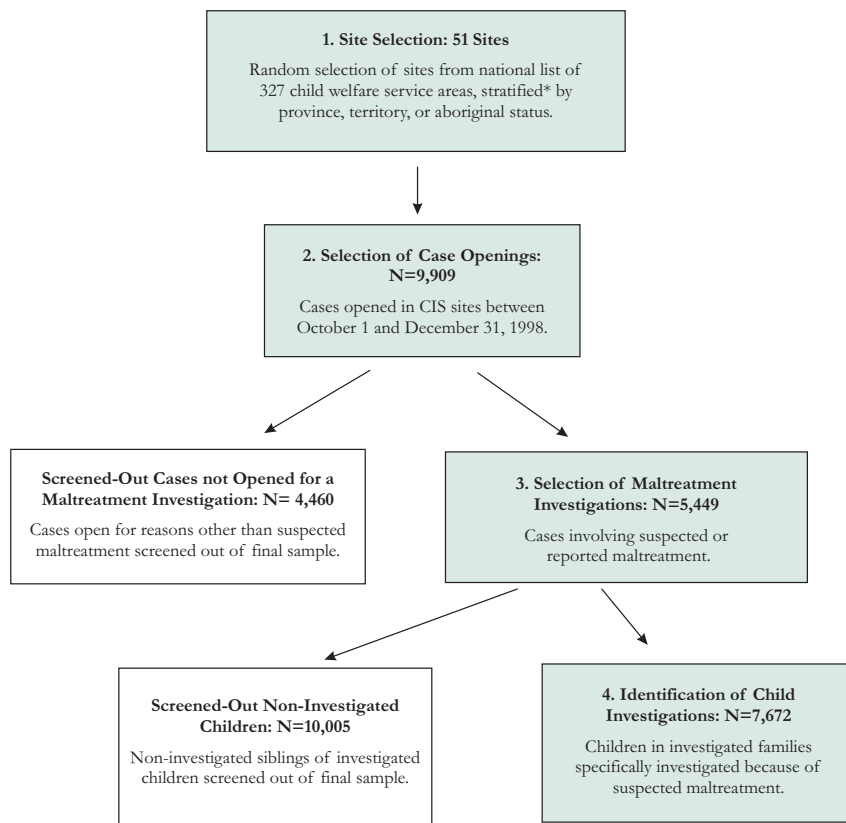 1. Site Selection: 51 Sites
Random selection of sites from national list of
327 child welfare service areas, stratified* by
province, territory, or aboriginal status.
2. Selection of Case Openings:
N=9,909
Cases opened in CIS sites between
October 1 and December 31, 1998.
Screened-Out Cases not Opened for a
Maltreatment Investigation: N= 4,460
Cases open for reasons other than suspected
maltreatment screened out of final sample.
3. Selection of Maltreatment
Investigations: N=5,449
Cases involving suspected or
reported maltreatment.
Screened-Out Non-Investigated
Children: N=10,005
Non-investigated siblings of investigated
children screened out of final sample.
4. Identification of Child
Investigations: N=7,672
Children in investigated families
specifically investigated because of
suspected maltreatment.